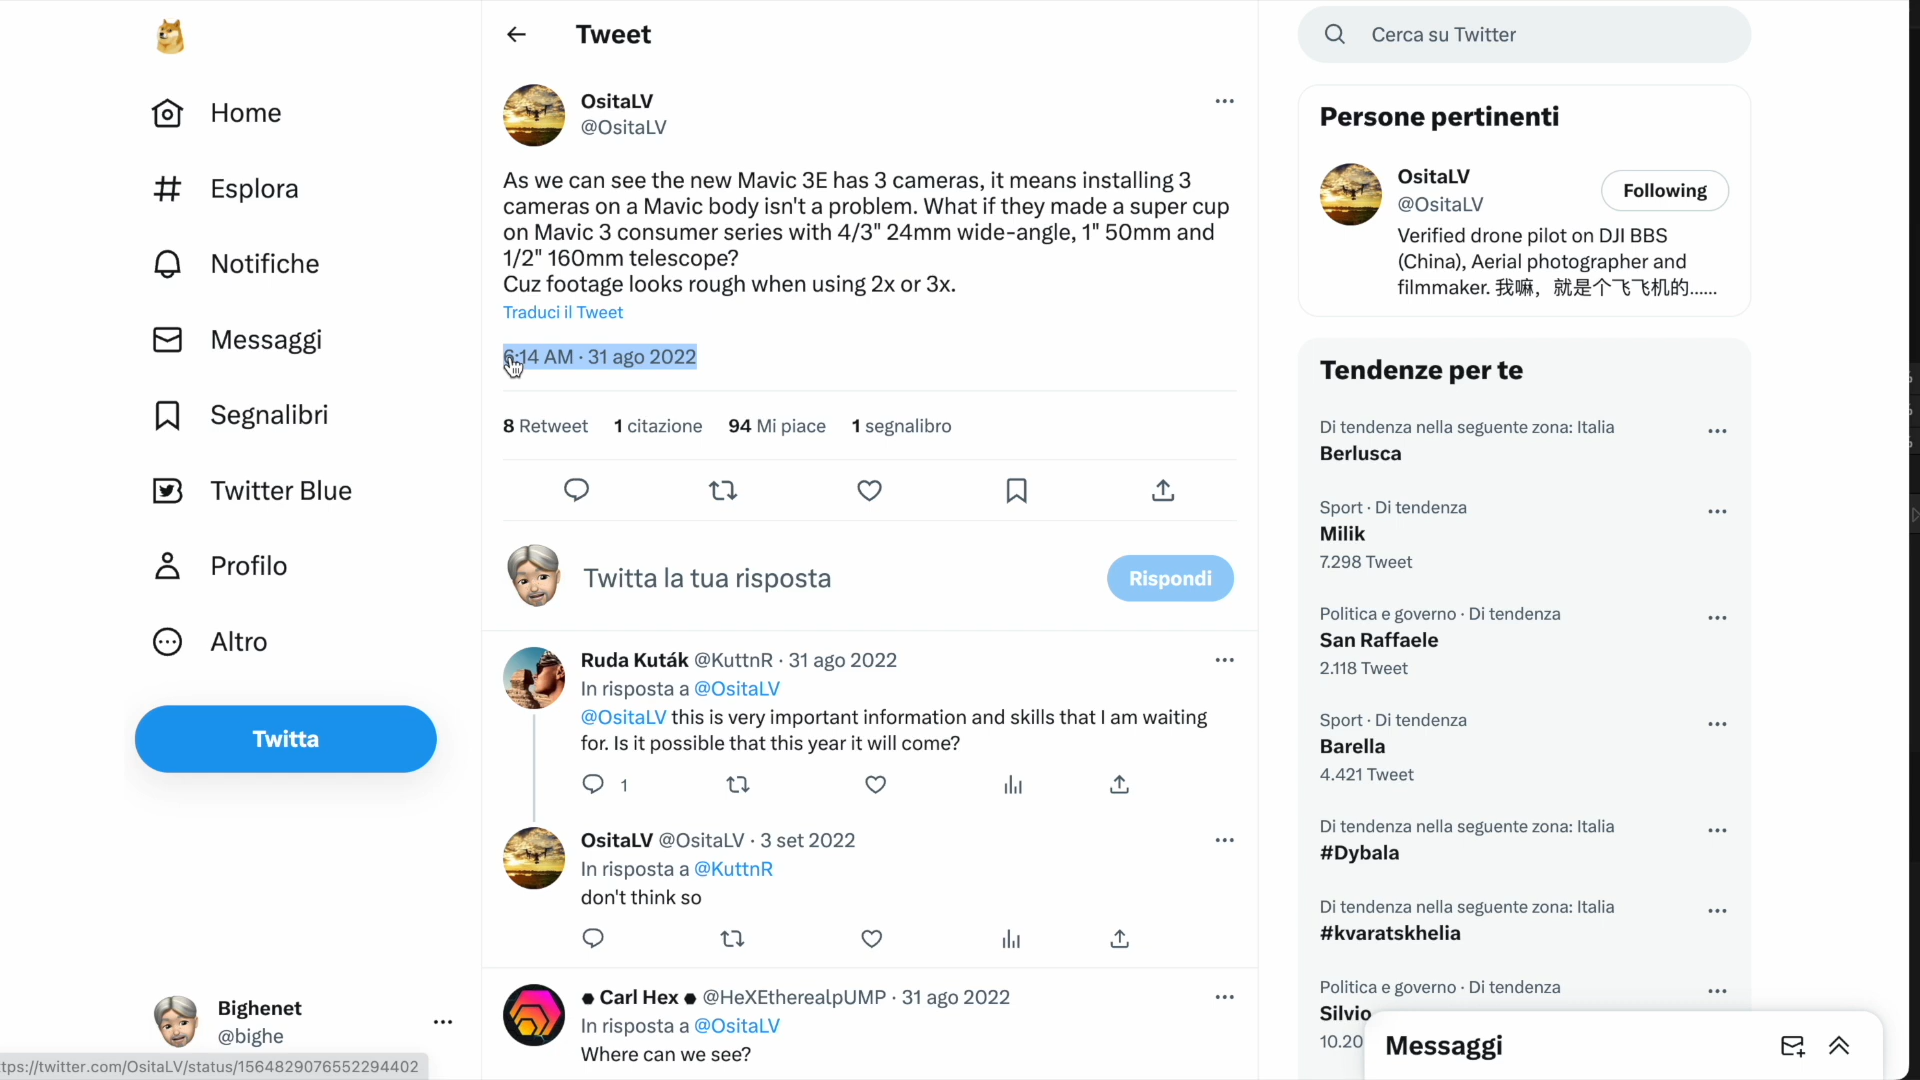 Home
Esplora
Notifiche
Messaggi
Segnalibri
Twitter Blue
Profilo
Altro
Twitta
Bighenet
@bighe
tps://twitter.com/OsitaLV/status/1564829076552294402
Tweet
OsitaLV
@OsitaLV
As we can see the new Mavic 3E has 3 cameras, it means installing 3
cameras on a Mavic body isn't a problem. What if they made a super cup
on Mavic 3 consumer series with 4/3" 24mm wide-angle, 1" 50mm and
1/2" 160mm telescope?
Cuz footage looks rough when using 2x or 3x.
Traduci il Tweet
6:14 AM · 31 ago 2022
8 Retweet 1 citazione 94 Mi piace 1 segnalibro
Twitta la tua risposta
Rispondi
Ruda Kuták @KuttnR · 31 ago 2022
In risposta a @OsitaLV
@OsitaLV this is very important information and skills that I am waiting
for. Is it possible that this year it will come?
1
OsitaLV @OsitaLV · 3 set 2022
In risposta a @KuttnR
don't think so
Carl Hex @HeXEtherealpUMP · 31 ago 2022
In risposta a @OsitaLV
Where can we see?
Cerca su Twitter
Persone pertinenti
OsitaLV
@OsitaLV
Following
Verified drone pilot on DJI BBS
(China), Aerial photographer and
filmmaker. 我嘛，就是个飞飞机的......
Tendenze per te
Di tendenza nella seguente zona: Italia
Berlusca
Sport · Di tendenza
Milik
7.298 Tweet
Politica e governo · Di tendenza
San Raffaele
2.118 Tweet
Sport · Di tendenza
Barella
4.421 Tweet
Di tendenza nella seguente zona: Italia
#Dybala
Di tendenza nella seguente zona: Italia
#kvaratskhelia
Politica e governo · Di tendenza
Silvio
10.20
Messaggi